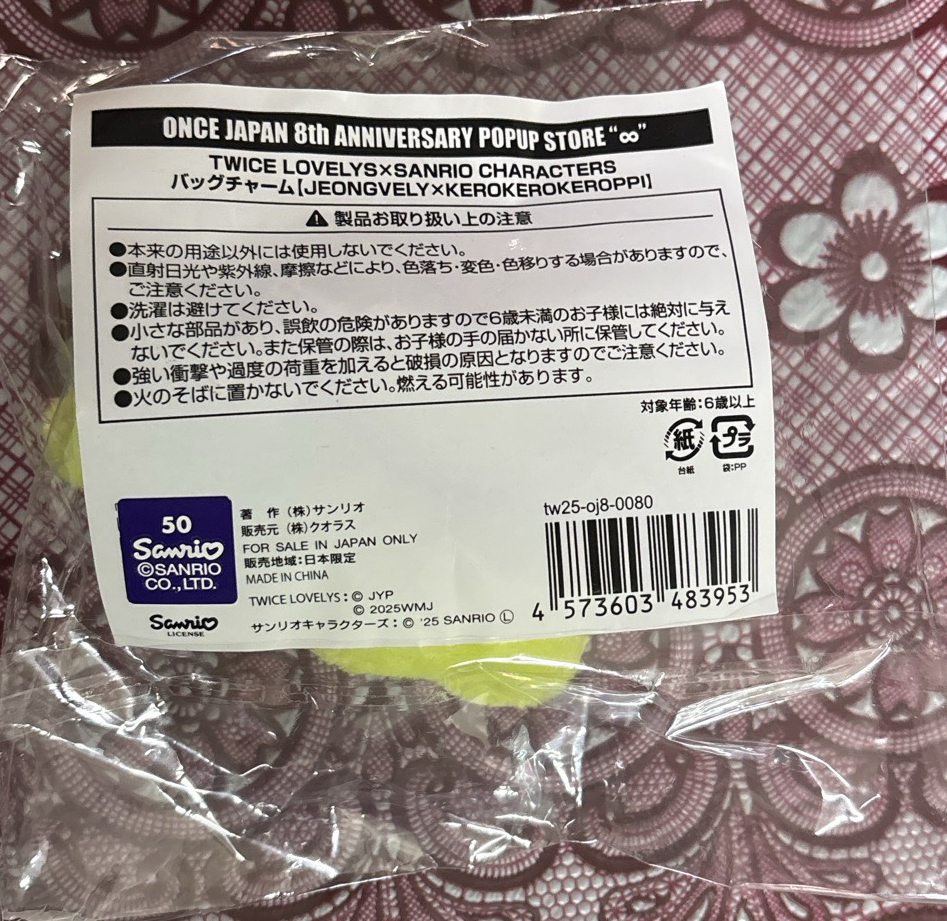 ONCE JAPAN 8th ANNIVERSARY POPUP STORE "∞"
TWICE LOVELYS×SANRIO CHARACTERS
バッグチャーム【JEONGVELY×KEROKEROKEROPPI】
製品お取り扱い上の注意
●本来の用途以外には使用しないでください。
●直射日光や紫外線、摩擦などにより、色落ち・変色・色移りする場合がありますので、
ご注意ください。
●洗濯は避けてください。
●小さな部品があり、誤飲の危険がありますので6歳未満のお子様には絶対に与え
ないでください。また保管の際は、お子様の手の届かない所に保管してください。
●強い衝撃や過度の荷重を加えると破損の原因となりますのでご注意ください。
●火のそばに置かないでください。燃える可能性があります。
対象年齢:6歳以上
紙 プラ
台紙 袋:PP
50
Sanrio
©SANRIO
CO.,LTD.
Sanrio
LICENSE
著 作 (株)サンリオ
販売元 (株)クオラス
FOR SALE IN JAPAN ONLY
販売地域:日本限定
MADE IN CHINA
TWICE LOVELYS:© JYP
© 2025WMJ
サンリオキャラクターズ:© '25 SANRIO Ⓛ
tw25-oj8-0080
4 573603 483953